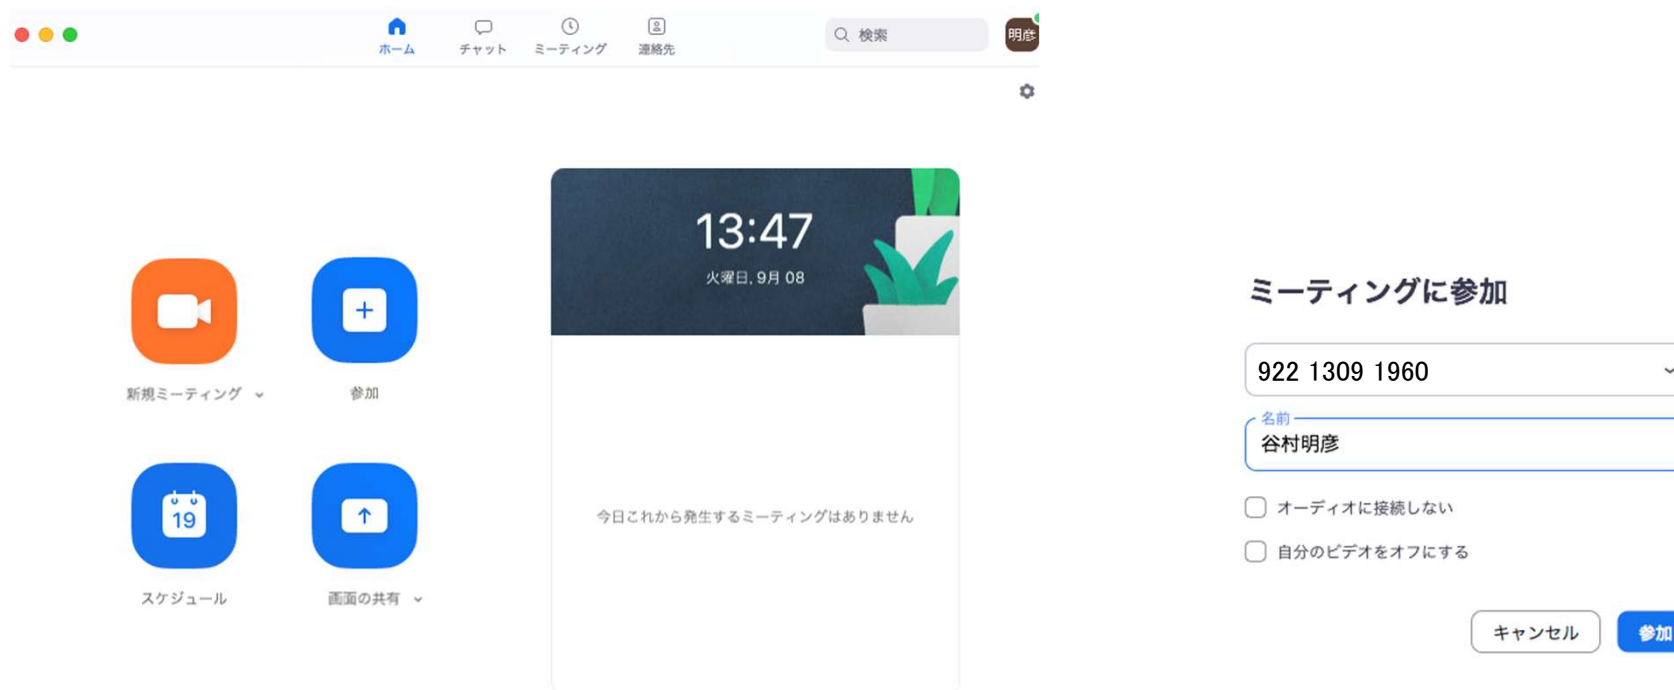 ホーム
チャット
ミーティング
連絡先
検索
明彦
13:47
火曜日, 9月 08
新規ミーティング
参加
19
スケジュール
画面の共有
今日これから発生するミーティングはありません
ミーティングに参加
922 1309 1960
名前
谷村明彦
オーディオに接続しない
自分のビデオをオフにする
キャンセル
参加